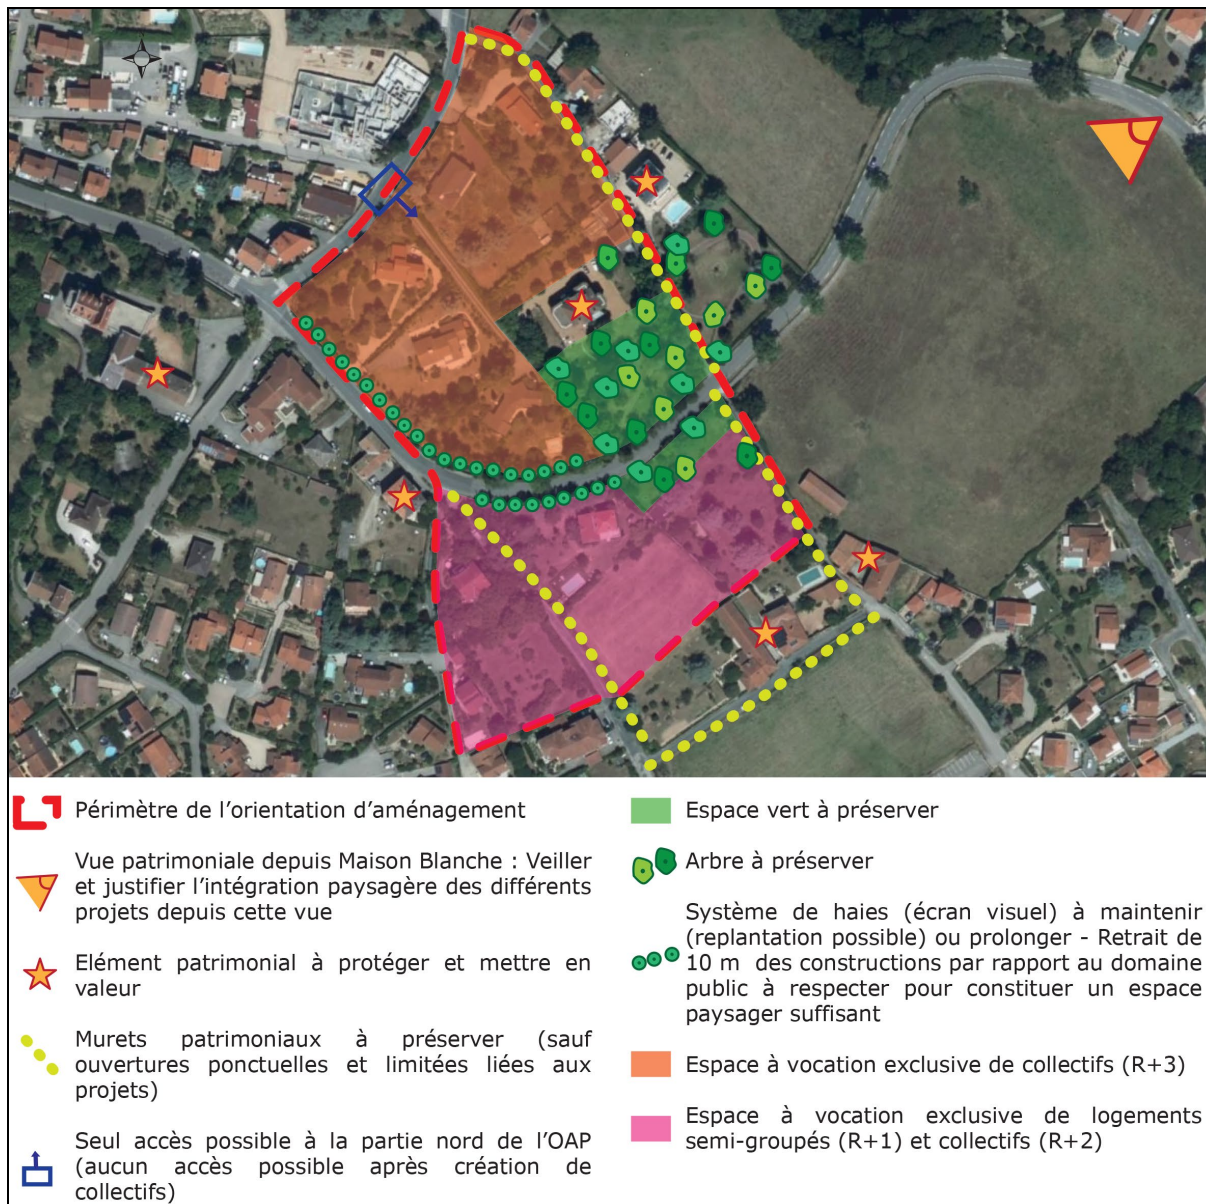 Périmètre de l'orientation d'aménagement
Vue patrimoniale depuis Maison Blanche : Veiller
et justifier l'intégration paysagère des différents
projets depuis cette vue
Elément patrimonial à protéger et mettre en
valeur
Murets patrimoniaux à préserver (sauf
ouvertures ponctuelles et limitées liées aux
projets)
Seul accès possible à la partie nord de l'OAP
(aucun accès possible après création de
collectifs)
Espace vert à préserver
Arbre à préserver
Système de haies (écran visuel) à maintenir
(replantation possible) ou prolonger - Retrait de
10 m des constructions par rapport au domaine
public à respecter pour constituer un espace
paysager suffisant
Espace à vocation exclusive de collectifs (R+3)
Espace à vocation exclusive de logements
semi-groupés (R+1) et collectifs (R+2)